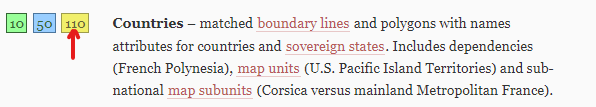 10 50 110 Countries – matched boundary lines and polygons with names
attributes for countries and sovereign states. Includes dependencies
(French Polynesia), map units (U.S. Pacific Island Territories) and sub-
national map subunits (Corsica versus mainland Metropolitan France).